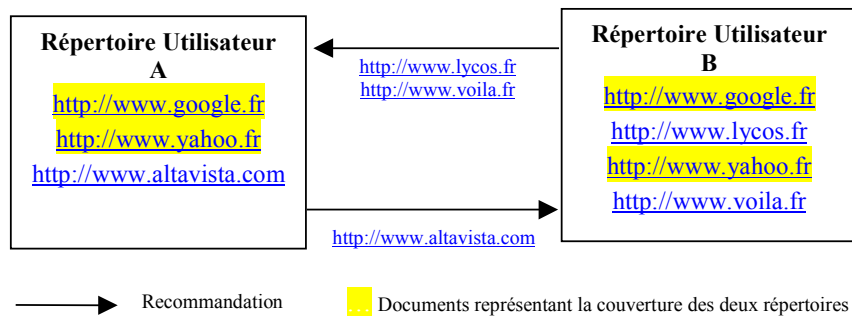 Répertoire Utilisateur
A
http://www.google.fr
http://www.yahoo.fr
http://www.altavista.com
http://www.lycos.fr
http://www.voila.fr
http://www.altavista.com
Répertoire Utilisateur
B
http://www.google.fr
http://www.lycos.fr
http://www.yahoo.fr
http://www.voila.fr
Recommandation
... Documents représentant la couverture des deux répertoires